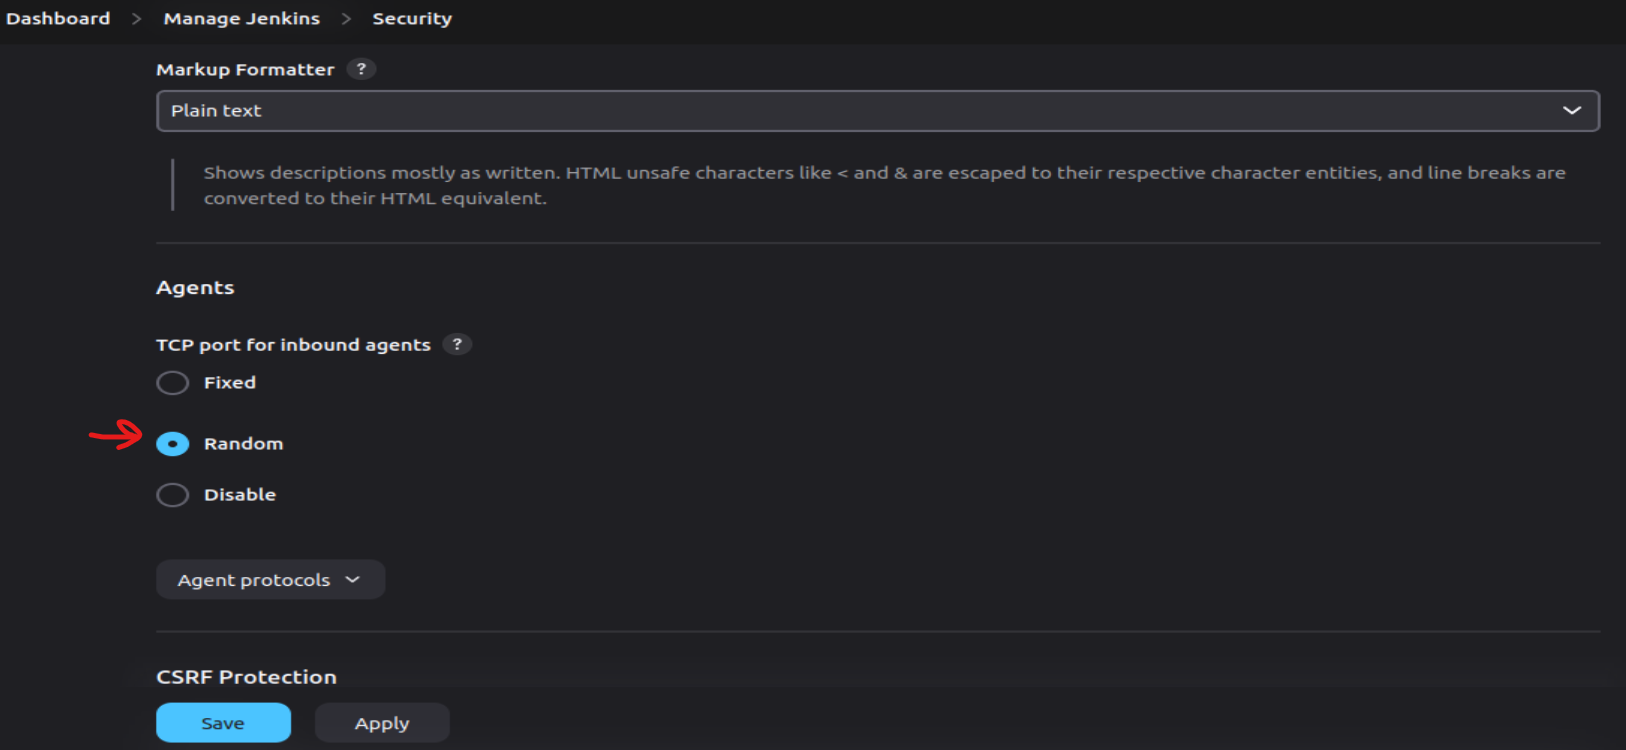 Dashboard > Manage Jenkins > Security
Markup Formatter ?
Plain text
Shows descriptions mostly as written. HTML unsafe characters like < and & are escaped to their respective character entities, and line breaks are
converted to their HTML equivalent.
Agents
TCP port for inbound agents ?
Fixed
Random
Disable
Agent protocols
CSRF Protection
Save Apply